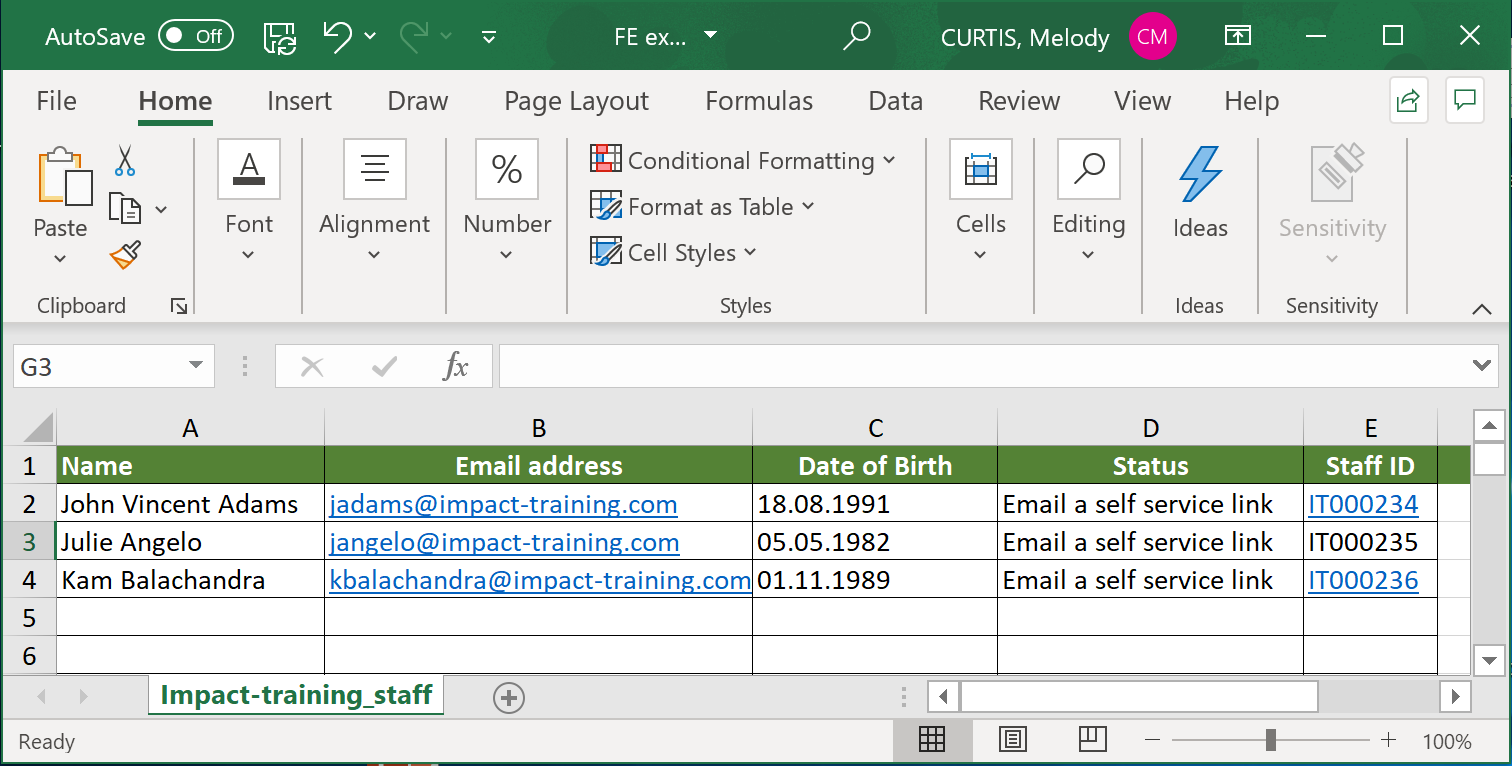 AutoSave Off FE ex... CURTIS, Melody CM
File Home Insert Draw Page Layout Formulas Data Review View Help
Paste
Clipboard
A
Font
Alignment
%
Number
Conditional Formatting
Format as Table
Cell Styles
Styles
Cells
Editing
Ideas
Ideas
Sensitivity
Sensitivity
G3 fx
A B C D E
1 Name Email address Date of Birth Status Staff ID
2 John Vincent Adams jadams@impact-training.com 18.08.1991 Email a self service link IT000234
3 Julie Angelo jangelo@impact-training.com 05.05.1982 Email a self service link IT000235
4 Kam Balachandra kbalachandra@impact-training.com 01.11.1989 Email a self service link IT000236
5
6
Impact-training_staff
Ready 100%